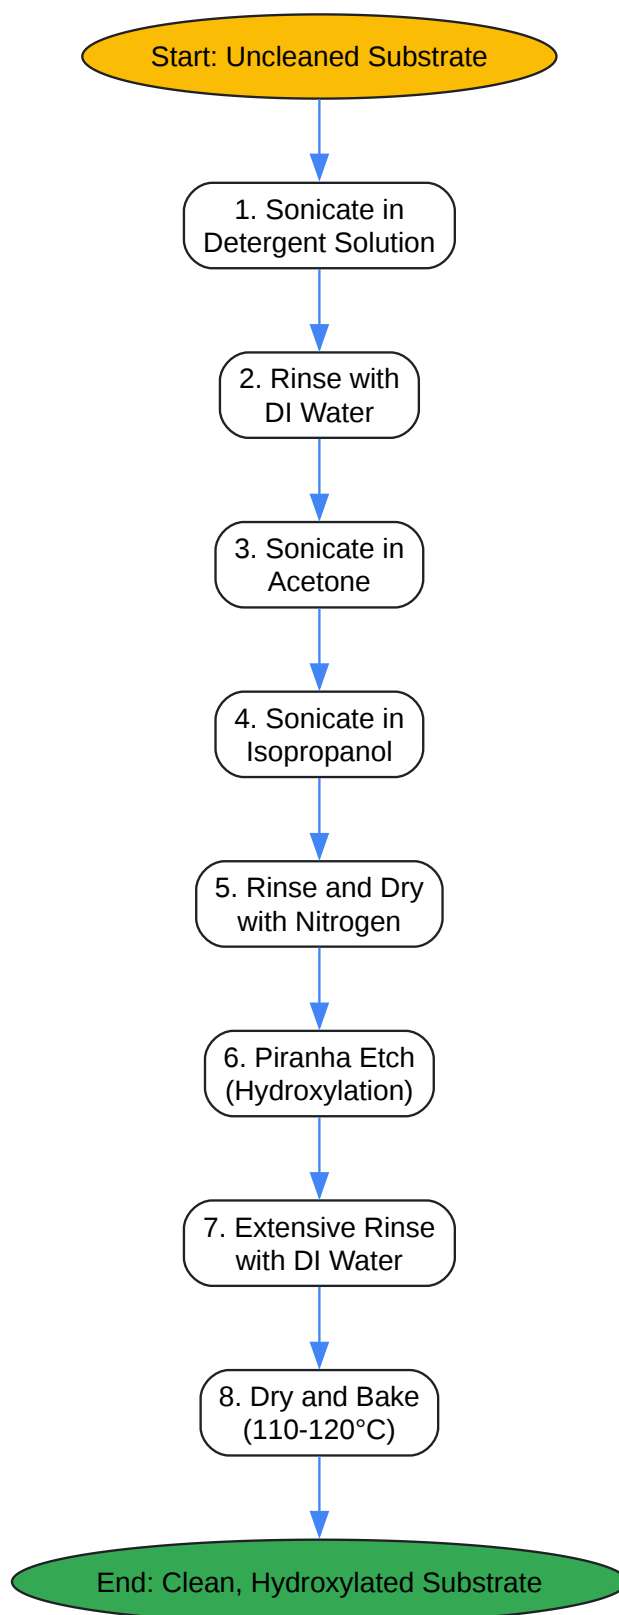 Start: Uncleaned Substrate
1. Sonicate in
Detergent Solution
2. Rinse with
DI Water
3. Sonicate in
Acetone
4. Sonicate in
Isopropanol
5. Rinse and Dry
with Nitrogen
6. Piranha Etch
(Hydroxylation)
7. Extensive Rinse
with DI Water
8. Dry and Bake
(110-120°C)
End: Clean, Hydroxylated Substrate